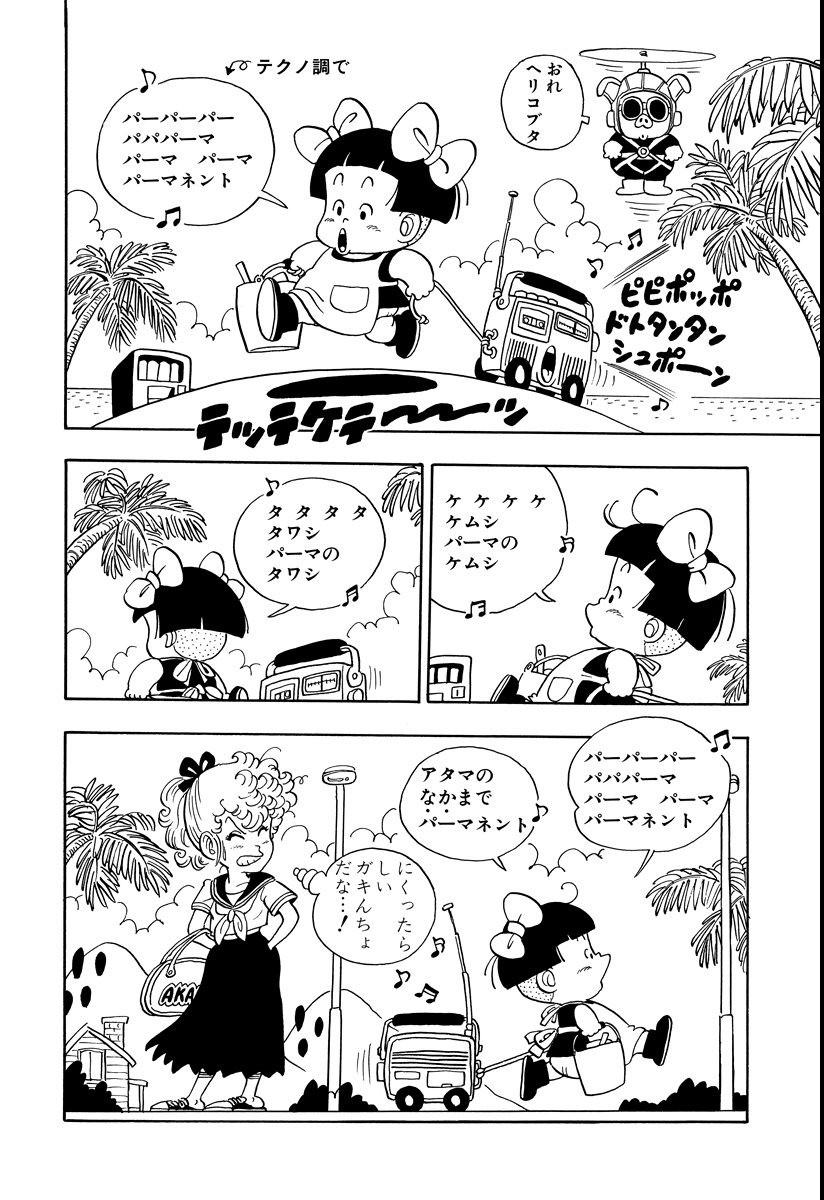 おれ
ヘリコブタ
テクノ調で
パーパーパー
パパパーマ
パーマ　パーマ
パーマネント
ピピポッポ
ドトタンタン
シュポーン
テッテケテ〜〜ッ
ケケケケ
ケムシ
パーマの
ケムシ
タタタタ
タワシ
パーマの
タワシ
パーパーパー
パパパーマ
パーマ　パーマ
パーマネント
アタマの
なかまで
パーマネント
にくったら
しい
ガキんちょ
だな…!
AKA